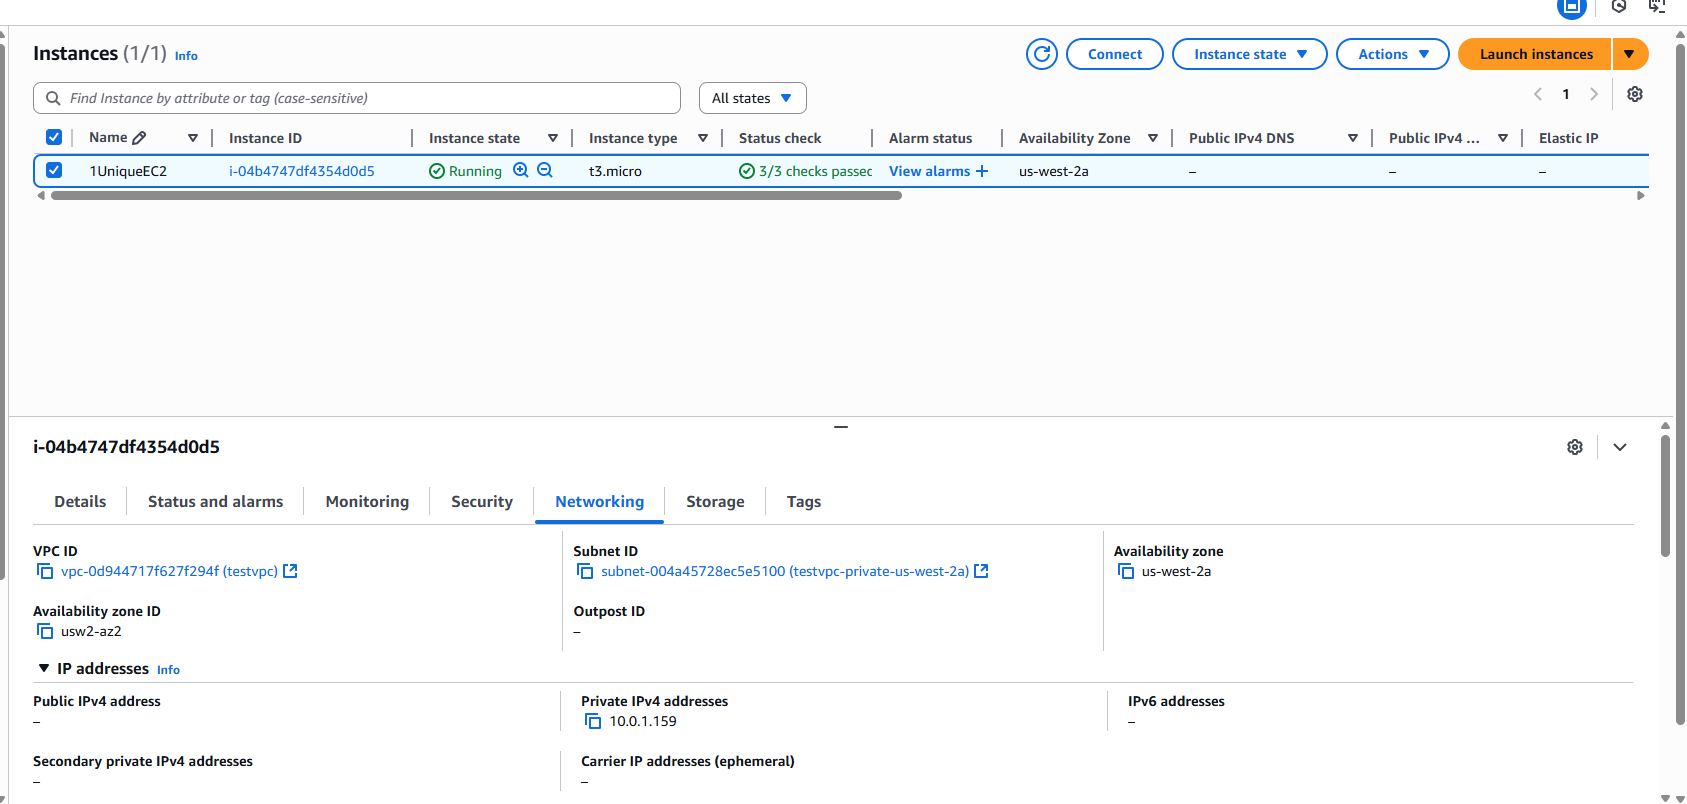 Instances (1/1) Info
Connect
Instance state
Actions
Launch instances
Find Instance by attribute or tag (case-sensitive)
All states
1
Name Instance ID Instance state Instance type Status check Alarm status Availability Zone Public IPv4 DNS Public IPv4 ... Elastic IP
1UniqueEC2 i-04b4747df4354d0d5 Running t3.micro 3/3 checks passed View alarms + us-west-2a – – –
i-04b4747df4354d0d5
Details Status and alarms Monitoring Security Networking Storage Tags
VPC ID Subnet ID Availability zone
vpc-0d944717f627f294f (testvpc) subnet-004a45728ec5e5100 (testvpc-private-us-west-2a) us-west-2a
Availability zone ID Outpost ID
usw2-az2 –
IP addresses Info
Public IPv4 address Private IPv4 addresses IPv6 addresses
– 10.0.1.159 –
Secondary private IPv4 addresses Carrier IP addresses (ephemeral)
– –